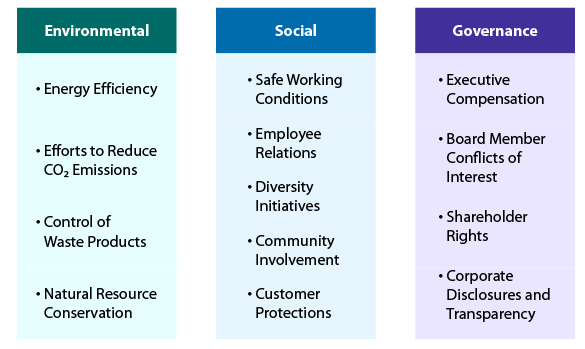 Environmental
• Energy Efficiency
• Efforts to Reduce
CO₂ Emissions
• Control of
Waste Products
• Natural Resource
Conservation
Social
• Safe Working
Conditions
• Employee
Relations
• Diversity
Initiatives
• Community
Involvement
• Customer
Protections
Governance
• Executive
Compensation
• Board Member
Conflicts of
Interest
• Shareholder
Rights
• Corporate
Disclosures and
Transparency